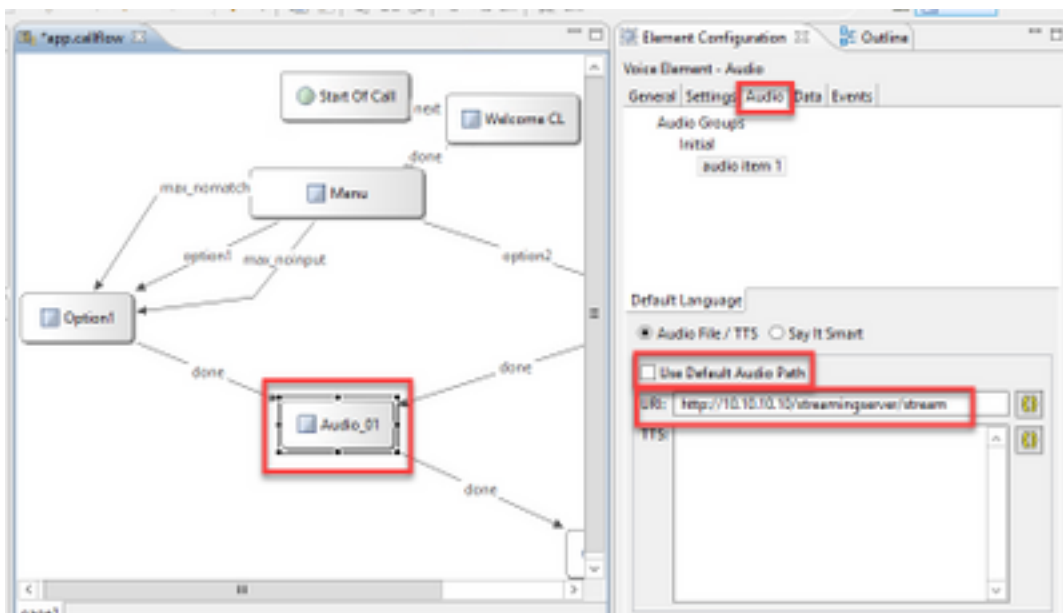 *app.callflow
Start Of Call
next
Welcome CL
done
Menu
max_nomatch
option1
max_noinput
option2
Option1
done
done
Audio_01
done
Element Configuration
Outline
Voice Element - Audio
General Settings Audio Data Events
Audio Groups
Initial
audio item 1
Default Language
Audio File / TTS Say It Smart
Use Default Audio Path
URI: http://10.10.10.10/streamingserver/stream
TTS: